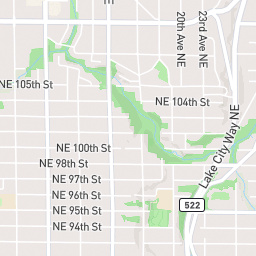 20th Ave NE
23rd Ave NE
NE 105th St
NE 104th St
Lake City Way NE
NE 100th St
NE 98th St
NE 97th St
NE 96th St
522
NE 95th St
NE 94th St